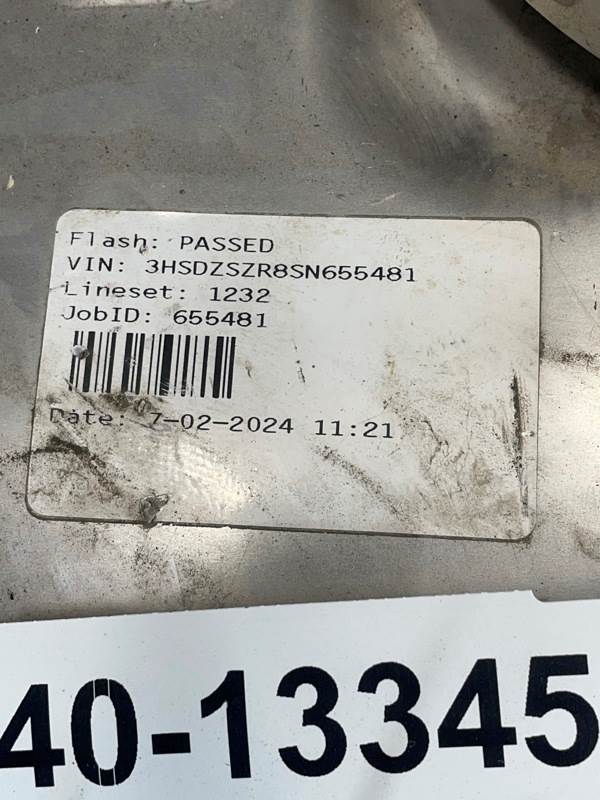 Flash: PASSED
VIN: 3HSDZSZR8SN655481
Lineset: 1232
JobID: 655481
Date: 7-02-2024 11:21
40-13345